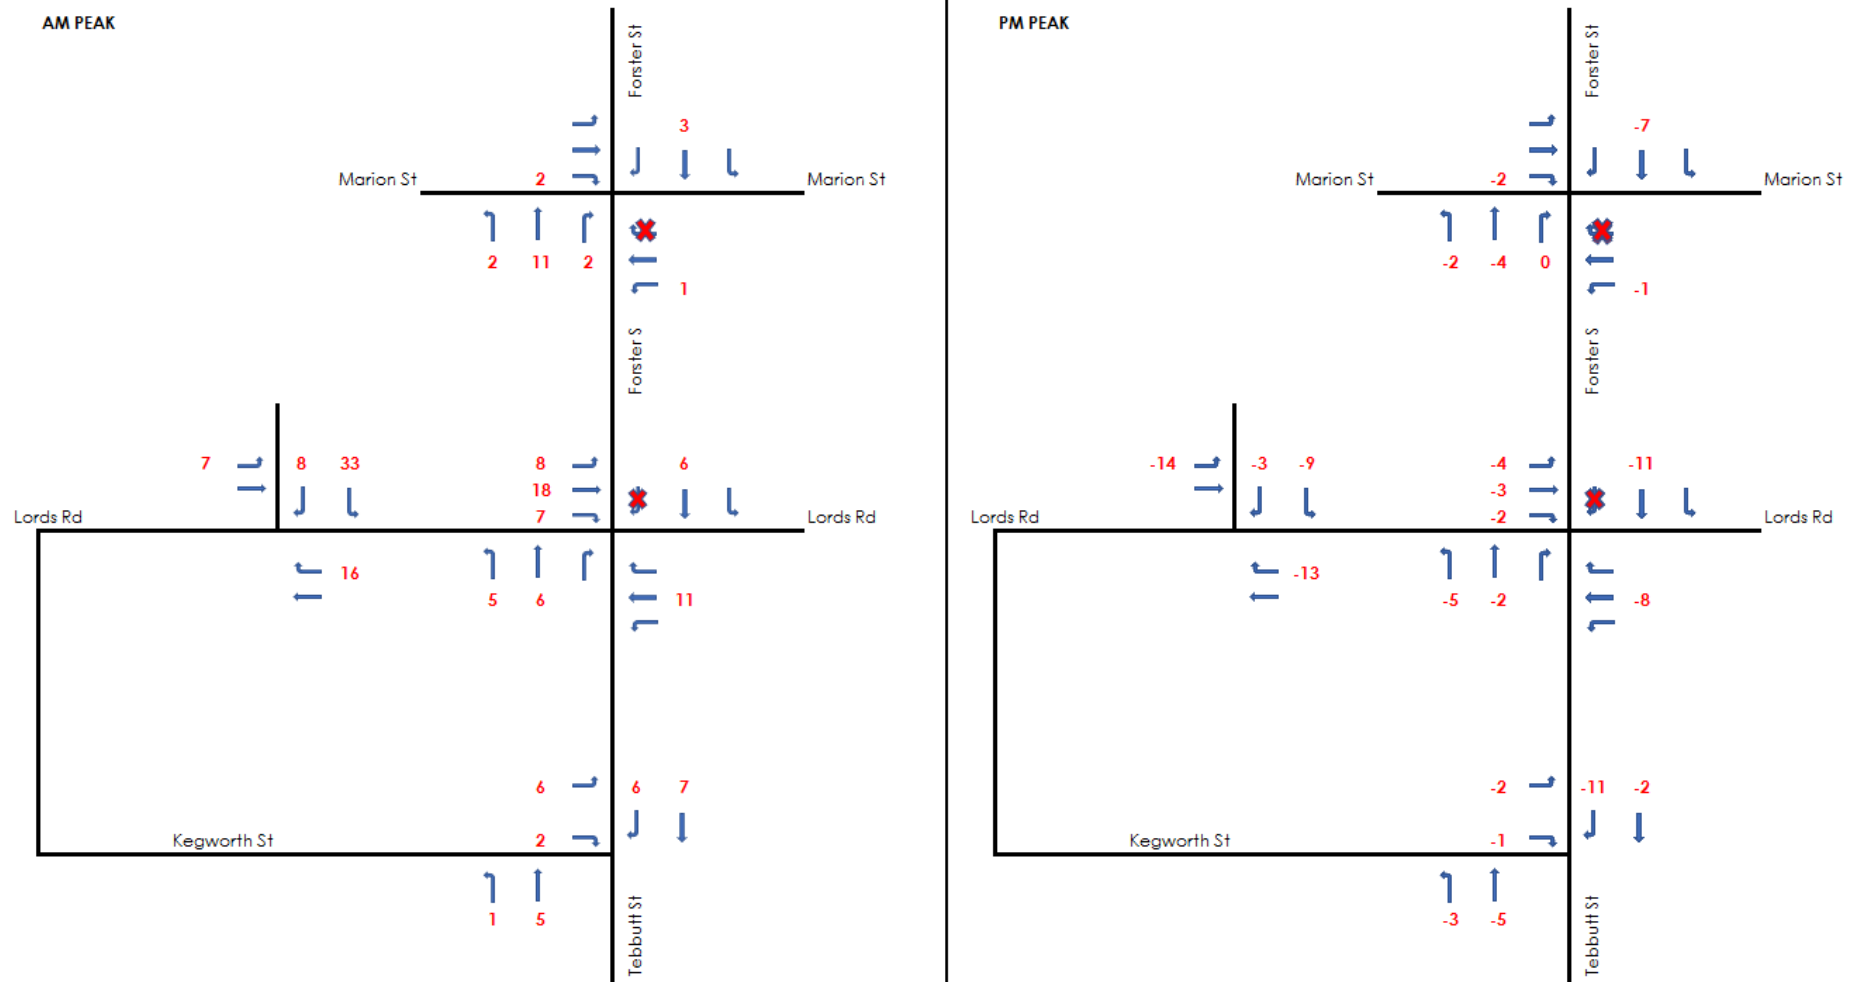 AM PEAK
Forster St
3
Marion St
2
Marion St
2 11 2
1
Forster S
7
8 33
8
6
18
Lords Rd
7
Lords Rd
16
5 6
11
6
6 7
Kegworth St
2
1 5
Tebbutt St
PM PEAK
Forster St
-7
Marion St
-2
Marion St
-2 -4 0
-1
Forster S
-14
-3 -9
-4
-11
-3
Lords Rd
-2
Lords Rd
-13
-5 -2
-8
-2
-11 -2
Kegworth St
-1
-3 -5
Tebbutt St